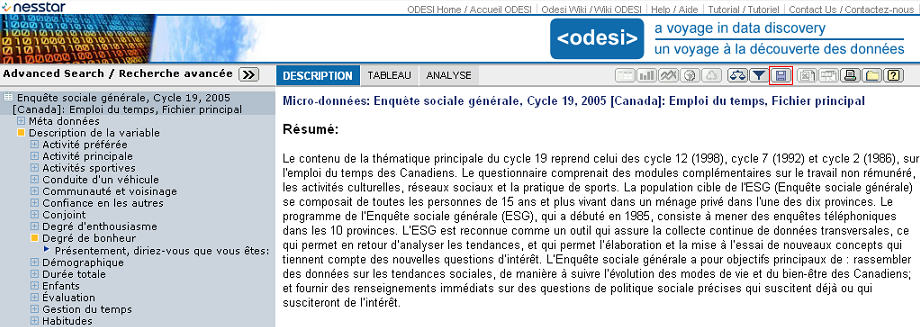 nesstar
ODESI Home / Accueil ODESI | Odesi Wiki / Wiki ODESI | Help / Aide | Tutorial / Tutoriel | Contact Us / Contactez-nous
<odesi> a voyage in data discovery
un voyage à la découverte des données
Advanced Search / Recherche avancée
DESCRIPTION TABLEAU ANALYSE
Enquête sociale générale, Cycle 19, 2005
[Canada]: Emploi du temps, Fichier principal
Méta données
Description de la variable
Activité préférée
Activité principale
Activités sportives
Conduite d'un véhicule
Communauté et voisinage
Confiance en les autres
Conjoint
Degré d'enthousiasme
Degré de bonheur
Présentement, diriez-vous que vous êtes:
Démographique
Durée totale
Enfants
Évaluation
Gestion du temps
Habitudes
Micro-données: Enquète sociale générale, Cycle 19, 2005 [Canada]: Emploi du temps, Fichier principal
Résumé:
Le contenu de la thématique principale du cycle 19 reprend celui des cycle 12 (1998), cycle 7 (1992) et cycle 2 (1986), sur
l'emploi du temps des Canadiens. Le questionnaire comprenait des modules complémentaires sur le travail non rémunéré,
les activités culturelles, réseaux sociaux et la pratique de sports. La population cible de l'ESG (Enquête sociale générale)
se composait de toutes les personnes de 15 ans et plus vivant dans un ménage privé dans l'une des dix provinces. Le
programme de l'Enquête sociale générale (ESG), qui a débuté en 1985, consiste à mener des enquêtes téléphoniques
dans les 10 provinces. L'ESG est reconnue comme un outil qui assure la collecte continue de données transversales, ce
qui permet en retour d'analyser les tendances, et qui permet l'élaboration et la mise à l'essai de nouveaux concepts qui
tiennent compte des nouvelles questions d'intérêt. L'Enquête sociale générale a pour objectifs principaux de : rassembler
des données sur les tendances sociales, de manière à suivre l'évolution des modes de vie et du bien-être des Canadiens;
et fournir des renseignements immédiats sur des questions de politique sociale précises qui suscitent déjà ou qui
susciteront de l'intérêt.